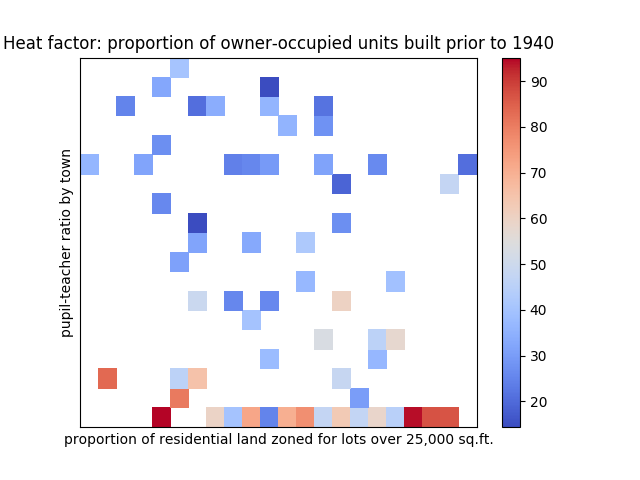 Heat factor: proportion of owner-occupied units built prior to 1940
pupil-teacher ratio by town
proportion of residential land zoned for lots over 25,000 sq.ft.
90
80
70
60
50
40
30
20